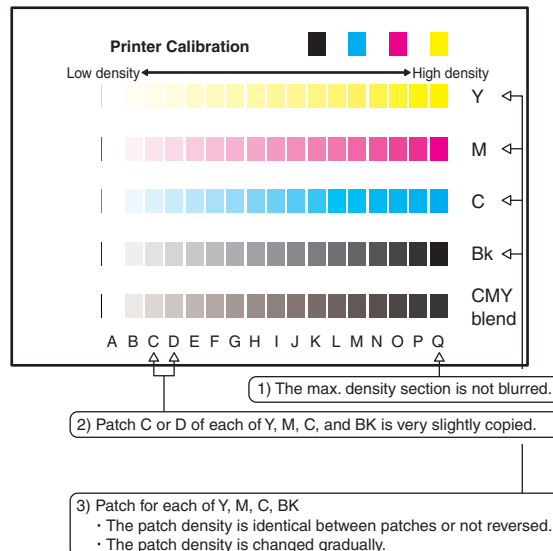 Printer Calibration
Low density
High density
Y
M
C
Bk
CMY
blend
A B C D E F G H I J K L M N O P Q
1) The max. density section is not blurred.
2) Patch C or D of each of Y, M, C, and BK is very slightly copied.
3) Patch for each of Y, M, C, BK
・The patch density is identical between patches or not reversed.
・The patch density is changed gradually.